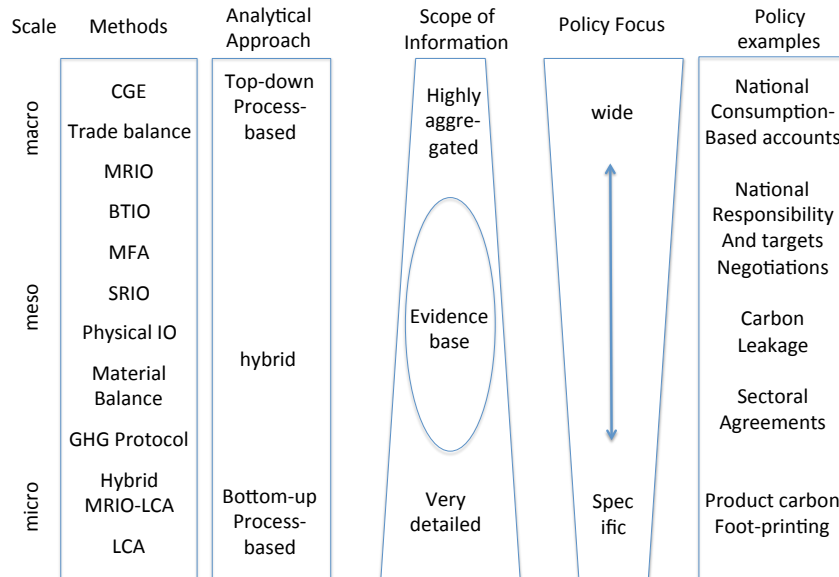 Scale
Methods
Analytical
Approach
Scope of
Information
Policy Focus
Policy
examples
macro
meso
micro
CGE
Trade balance
MRIO
BTIO
MFA
SRIO
Physical IO
Material
Balance
GHG Protocol
Hybrid
MRIO-LCA
LCA
Top-down
Process-
based
hybrid
Bottom-up
Process-
based
Highly
aggre-
gated
Evidence
base
Very
detailed
wide
Spec
ific
National
Consumption-
Based accounts
National
Responsibility
And targets
Negotiations
Carbon
Leakage
Sectoral
Agreements
Product carbon
Foot-printing